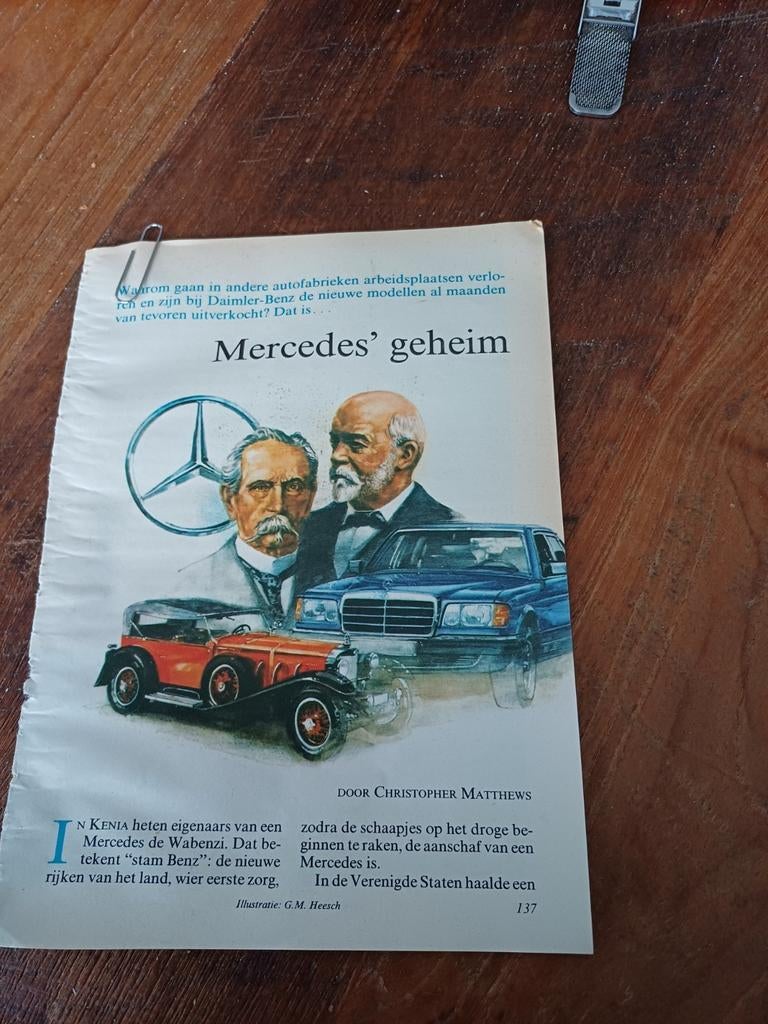 Waarom gaan in andere autofabrieken arbeidsplaatsen verlo-
ren en zijn bij Daimler-Benz de nieuwe modellen al maanden
van tevoren uitverkocht? Dat is...
Mercedes' geheim
DOOR CHRISTOPHER MATTHEWS
IN KENIA heten eigenaars van een
Mercedes de Wabenzi. Dat be-
tekent “stam Benz”: de nieuwe
rijken van het land, wier eerste zorg,
zodra de schaapjes op het droge be-
ginnen te raken, de aanschaf van een
Mercedes is.
In de Verenigde Staten haalde een
Illustratie: G.M. Heesch
137